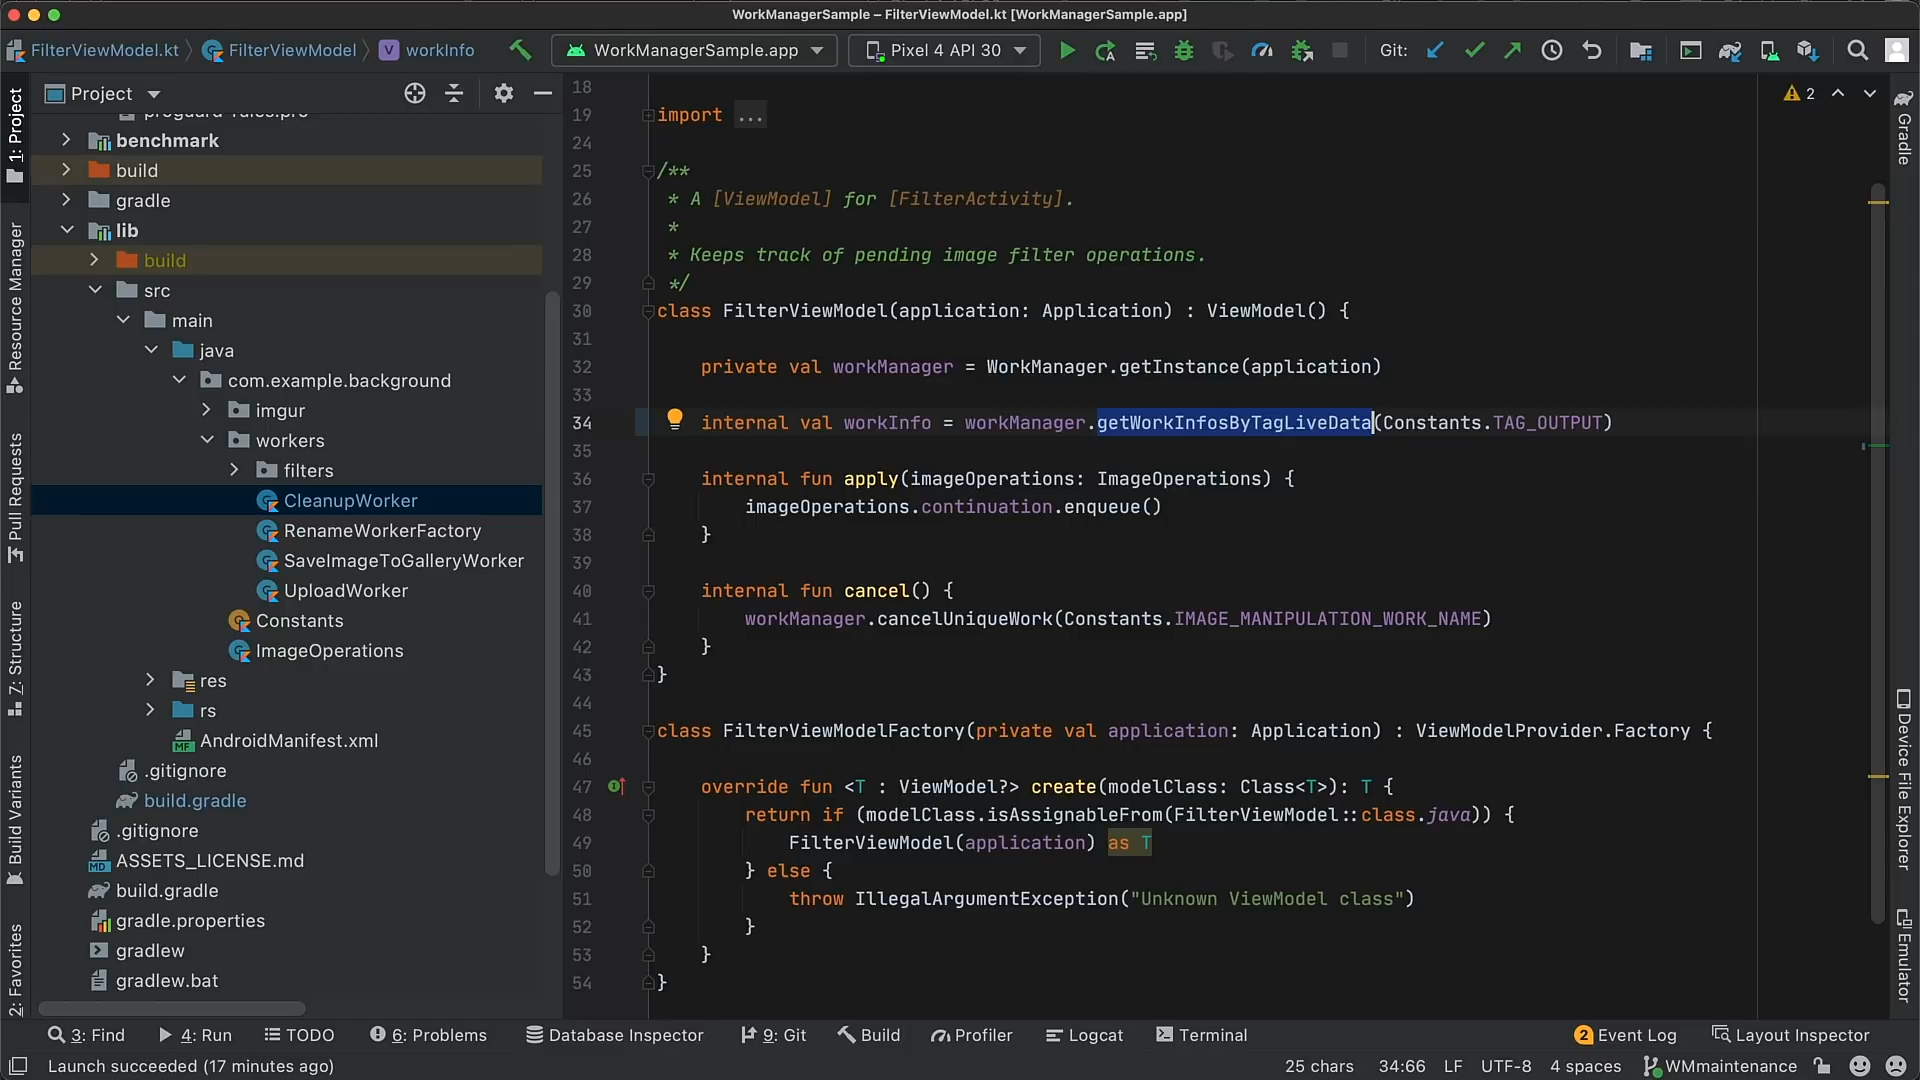 WorkManagerSample – FilterViewModel.kt [WorkManagerSample.app]
FilterViewModel.kt FilterViewModel V workInfo WorkManagerSample.app Pixel 4 API 30 Git:
Project
benchmark
build
gradle
lib
build
src
main
java
com.example.background
imgur
workers
filters
CleanupWorker
RenameWorkerFactory
SaveImageToGalleryWorker
UploadWorker
Constants
ImageOperations
res
rs
MF AndroidManifest.xml
.gitignore
build.gradle
.gitignore
MD ASSETS_LICENSE.md
build.gradle
gradle.properties
gradlew
gradlew.bat
1: Project
Resource Manager
Pull Requests
7: Structure
Build Variants
2: Favorites
18
19 import ...
24
25 /**
26 * A [ViewModel] for [FilterActivity].
27 *
28 * Keeps track of pending image filter operations.
29 */
30 class FilterViewModel(application: Application) : ViewModel() {
31
32 private val workManager = WorkManager.getInstance(application)
33
34 internal val workInfo = workManager.getWorkInfosByTagLiveData(Constants.TAG_OUTPUT)
35
36 internal fun apply(imageOperations: ImageOperations) {
37 imageOperations.continuation.enqueue()
38 }
39
40 internal fun cancel() {
41 workManager.cancelUniqueWork(Constants.IMAGE_MANIPULATION_WORK_NAME)
42 }
43 }
44
45 class FilterViewModelFactory(private val application: Application) : ViewModelProvider.Factory {
46
47 override fun <T : ViewModel?> create(modelClass: Class<T>): T {
48 return if (modelClass.isAssignableFrom(FilterViewModel::class.java)) {
49 FilterViewModel(application) as T
50 } else {
51 throw IllegalArgumentException("Unknown ViewModel class")
52 }
53 }
54 }
2
Gradle
Device File Explorer
Emulator
3: Find 4: Run TODO 6: Problems Database Inspector 9: Git Build Profiler Logcat Terminal 2 Event Log Layout Inspector
Launch succeeded (17 minutes ago) 25 chars 34:66 LF UTF-8 4 spaces WMmaintenance